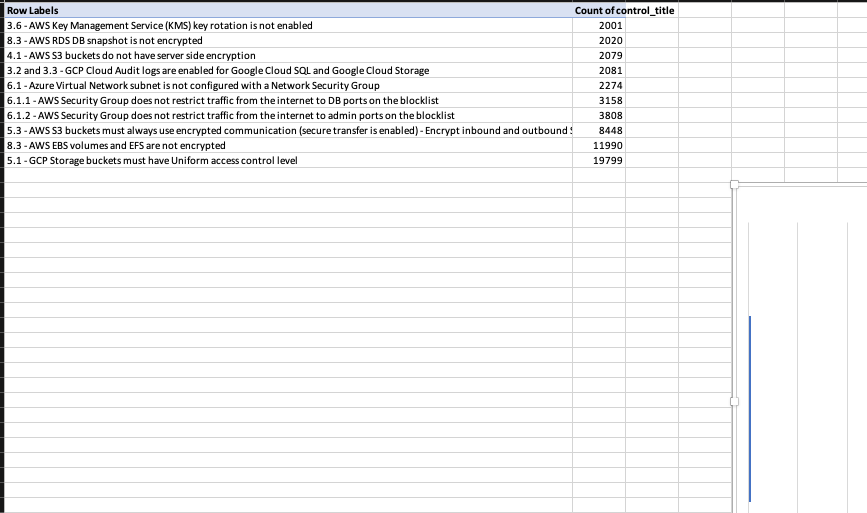 Row Labels Count of control_title
3.6 - AWS Key Management Service (KMS) key rotation is not enabled 2001
8.3 - AWS RDS DB snapshot is not encrypted 2020
4.1 - AWS S3 buckets do not have server side encryption 2079
3.2 and 3.3 - GCP Cloud Audit logs are enabled for Google Cloud SQL and Google Cloud Storage 2081
6.1 - Azure Virtual Network subnet is not configured with a Network Security Group 2274
6.1.1 - AWS Security Group does not restrict traffic from the internet to DB ports on the blocklist 3158
6.1.2 - AWS Security Group does not restrict traffic from the internet to admin ports on the blocklist 3808
5.3 - AWS S3 buckets must always use encrypted communication (secure transfer is enabled) - Encrypt inbound and outbound 8448
8.3 - AWS EBS volumes and EFS are not encrypted 11990
5.1 - GCP Storage buckets must have Uniform access control level 19799